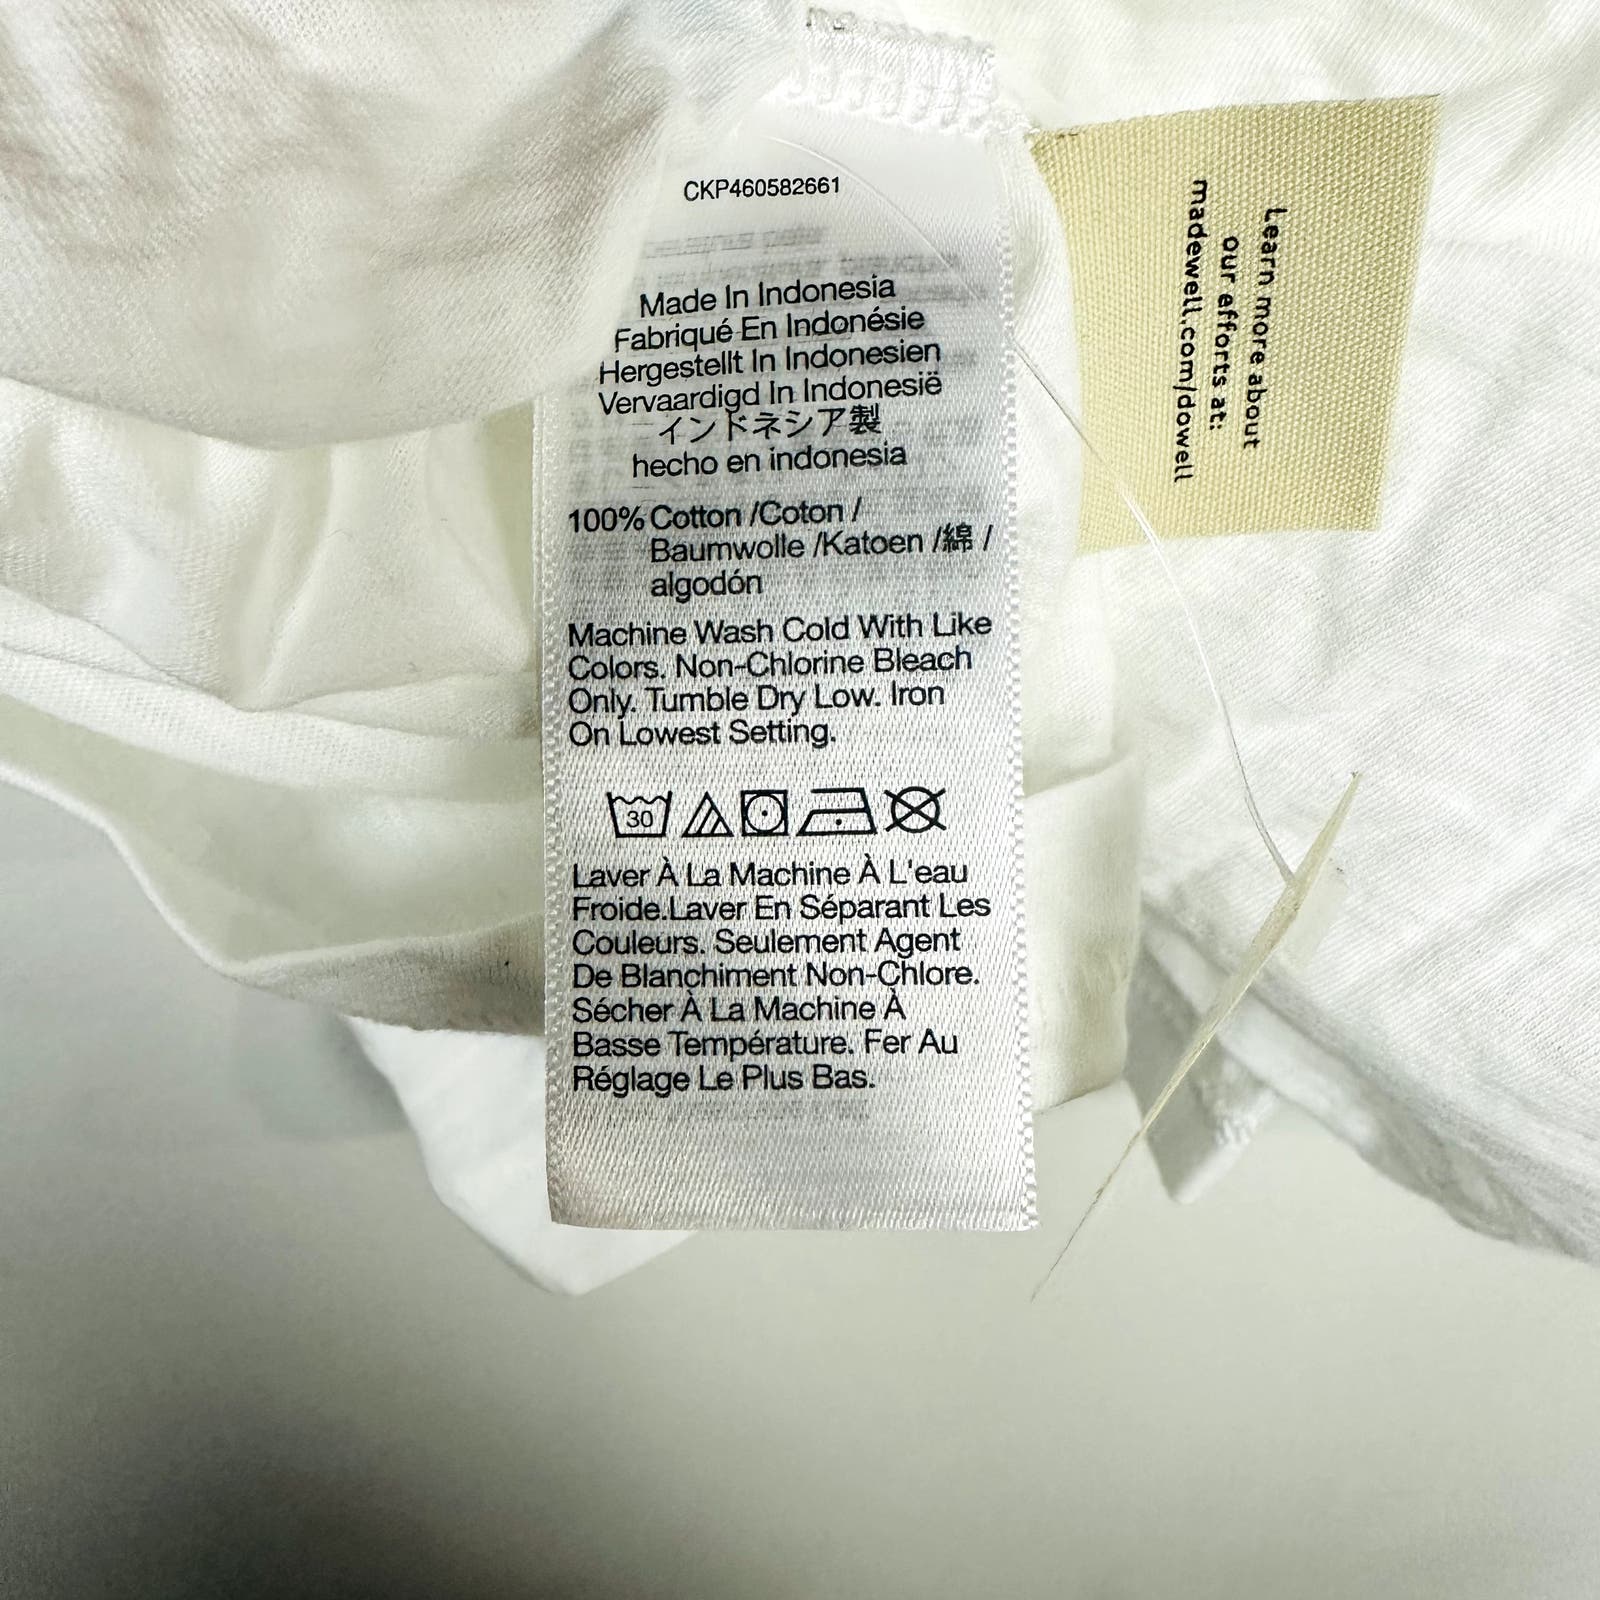 CKP460582661
Made In Indonesia
Fabriqué En Indonésie
Hergestellt In Indonesien
Vervaardigd In Indonesië
インドネシア製
hecho en indonesia
100% Cotton /Coton /
Baumwolle /Katoen /綿 /
algodón
Machine Wash Cold With Like
Colors. Non-Chlorine Bleach
Only. Tumble Dry Low. Iron
On Lowest Setting.
30
Laver À La Machine À L'eau
Froide.Laver En Séparant Les
Couleurs. Seulement Agent
De Blanchiment Non-Chlore.
Sécher À La Machine À
Basse Température. Fer Au
Réglage Le Plus Bas.
Learn more about
our efforts at:
madewell.com/dowell